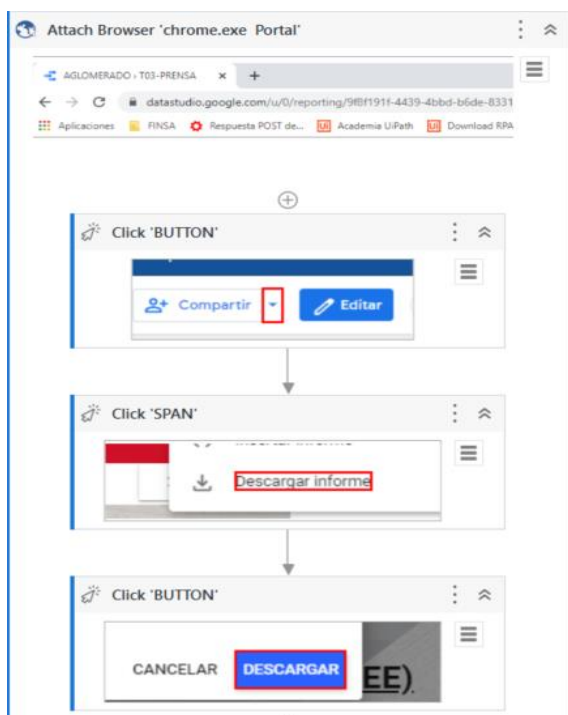 Attach Browser 'chrome.exe Portal'
AGLOMERADO › T03-PRENSA
datastudio.google.com/u/0/reporting/9f8f191f-4439-4bbd-b6de-8331
Aplicaciones FINSA Respuesta POST de... Ui Academia UiPath Ui Download RPA
Click 'BUTTON'
Compartir Editar
Click 'SPAN'
Descargar informe
Click 'BUTTON'
CANCELAR DESCARGAR EE)